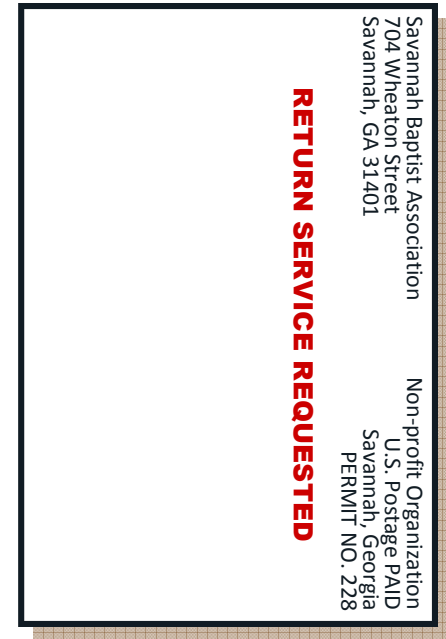 Savannah Baptist Association
704 Wheaton Street
Savannah, GA 31401
Non-profit Organization
U.S. Postage PAID
Savannah, Georgia
PERMIT NO. 228
RETURN SERVICE REQUESTED